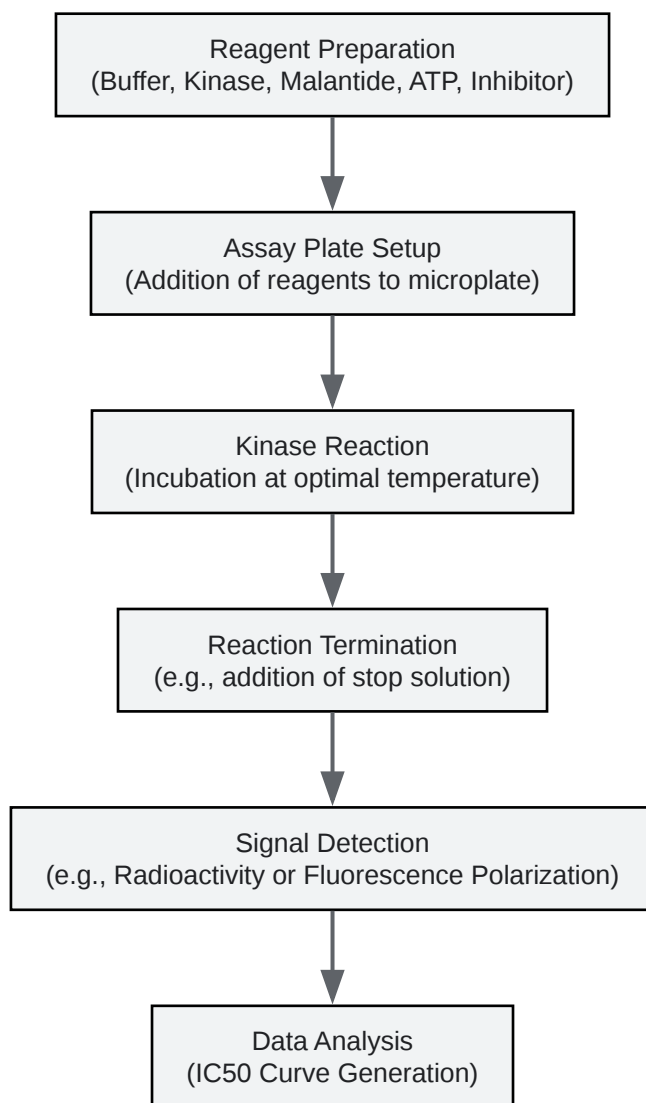 Reagent Preparation
(Buffer, Kinase, Malantide, ATP, Inhibitor)
Assay Plate Setup
(Addition of reagents to microplate)
Kinase Reaction
(Incubation at optimal temperature)
Reaction Termination
(e.g., addition of stop solution)
Signal Detection
(e.g., Radioactivity or Fluorescence Polarization)
Data Analysis
(IC50 Curve Generation)